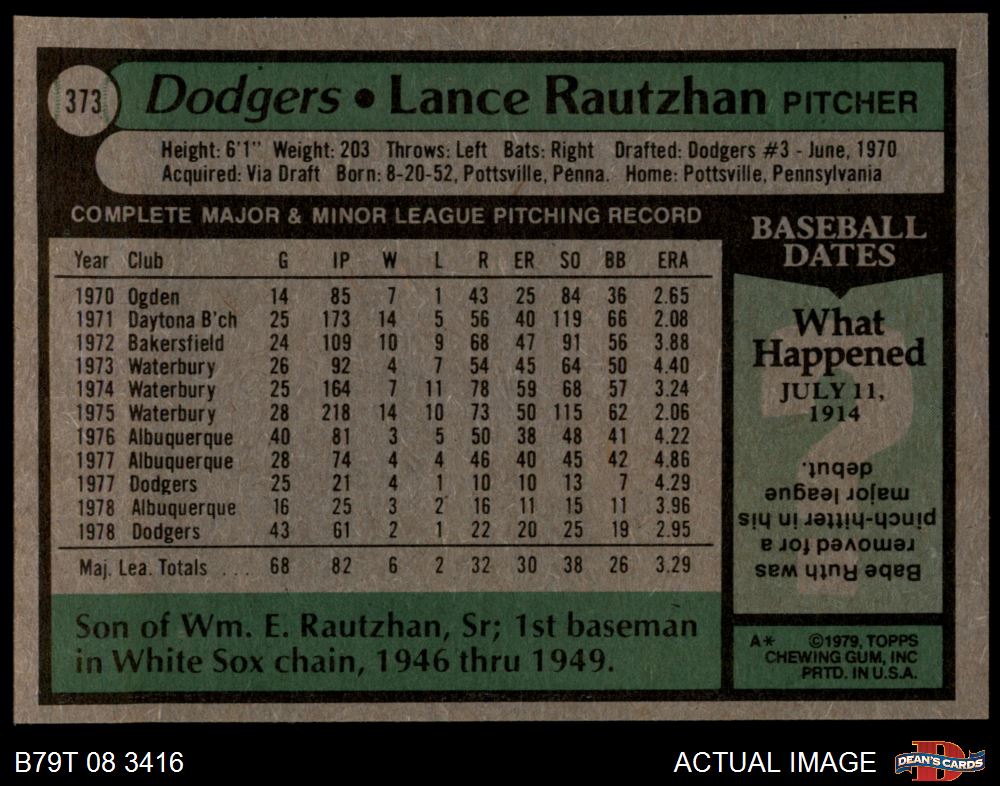 373
Dodgers • Lance Rautzhan PITCHER
Height: 6'1" Weight: 203 Throws: Left Bats: Right Drafted: Dodgers #3 - June, 1970
Acquired: Via Draft Born: 8-20-52, Pottsville, Penna. Home: Pottsville, Pennsylvania
COMPLETE MAJOR & MINOR LEAGUE PITCHING RECORD
Year Club G IP W L R ER SO BB ERA
1970 Ogden 14 85 7 1 43 25 84 36 2.65
1971 Daytona B'ch 25 173 14 5 56 40 119 66 2.08
1972 Bakersfield 24 109 10 9 68 47 91 56 3.88
1973 Waterbury 26 92 4 7 54 45 64 50 4.40
1974 Waterbury 25 164 7 11 78 59 68 57 3.24
1975 Waterbury 28 218 14 10 73 50 115 62 2.06
1976 Albuquerque 40 81 3 5 50 38 48 41 4.22
1977 Albuquerque 28 74 4 4 46 40 45 42 4.86
1977 Dodgers 25 21 4 1 10 10 13 7 4.29
1978 Albuquerque 16 25 3 2 16 11 15 11 3.96
1978 Dodgers 43 61 2 1 22 20 25 19 2.95
Maj. Lea. Totals ... 68 82 6 2 32 30 38 26 3.29
Son of Wm. E. Rautzhan, Sr; 1st baseman
in White Sox chain, 1946 thru 1949.
BASEBALL
DATES
What
Happened
JULY 11,
1914
?
Babe Ruth was
removed for a
pinch-hitter in his
major league
debut.
A* ©1979, TOPPS
CHEWING GUM, INC
PRTD. IN U.S.A.
B79T 08 3416
ACTUAL IMAGE
D
DEAN'S CARDS